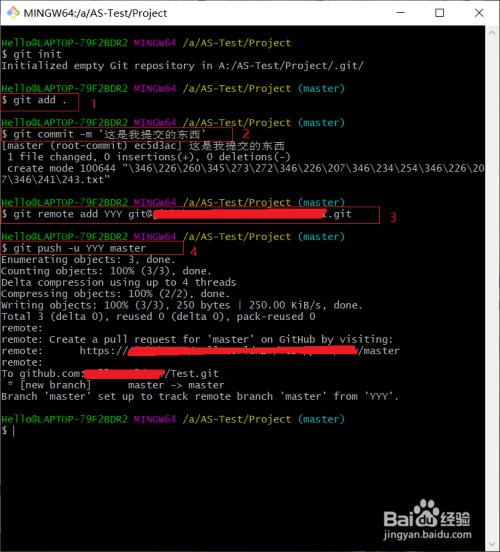 MINGW64:/a/AS-Test/Project
Hello@LAPTOP-79F2BDR2 MINGW64 /a/AS-Test/Project
$ git init
Initialized empty Git repository in A:/AS-Test/Project/.git/
Hello@LAPTOP-79F2BDR2 MINGW64 /a/AS-Test/Project (master)
$ git add .
1
Hello@LAPTOP-79F2BDR2 MINGW64 /a/AS-Test/Project (master)
$ git commit -m '这是我提交的东西'
2
[master (root-commit) ec5d3ac] 这是我提交的东西
1 file changed, 0 insertions(+), 0 deletions(-)
create mode 100644 "\346\226\260\345\273\272\346\226\207\346\234\254\346\226\20
7\346\241\243.txt"
Hello@LAPTOP-79F2BDR2 MINGW64 /a/AS-Test/Project (master)
$ git remote add YYY git@ .git
3
Hello@LAPTOP-79F2BDR2 MINGW64 /a/AS-Test/Project (master)
$ git push -u YYY master
4
Enumerating objects: 3, done.
Counting objects: 100% (3/3), done.
Delta compression using up to 4 threads
Compressing objects: 100% (2/2), done.
Writing objects: 100% (3/3), 250 bytes | 250.00 KiB/s, done.
Total 3 (delta 0), reused 0 (delta 0), pack-reused 0
remote:
remote: Create a pull request for 'master' on GitHub by visiting:
remote: https:// /master
remote:
To github.com: /Test.git
* [new branch] master -> master
Branch 'master' set up to track remote branch 'master' from 'YYY'.
Hello@LAPTOP-79F2BDR2 MINGW64 /a/AS-Test/Project (master)
$
Baidu 经验
jingyan.baidu.com